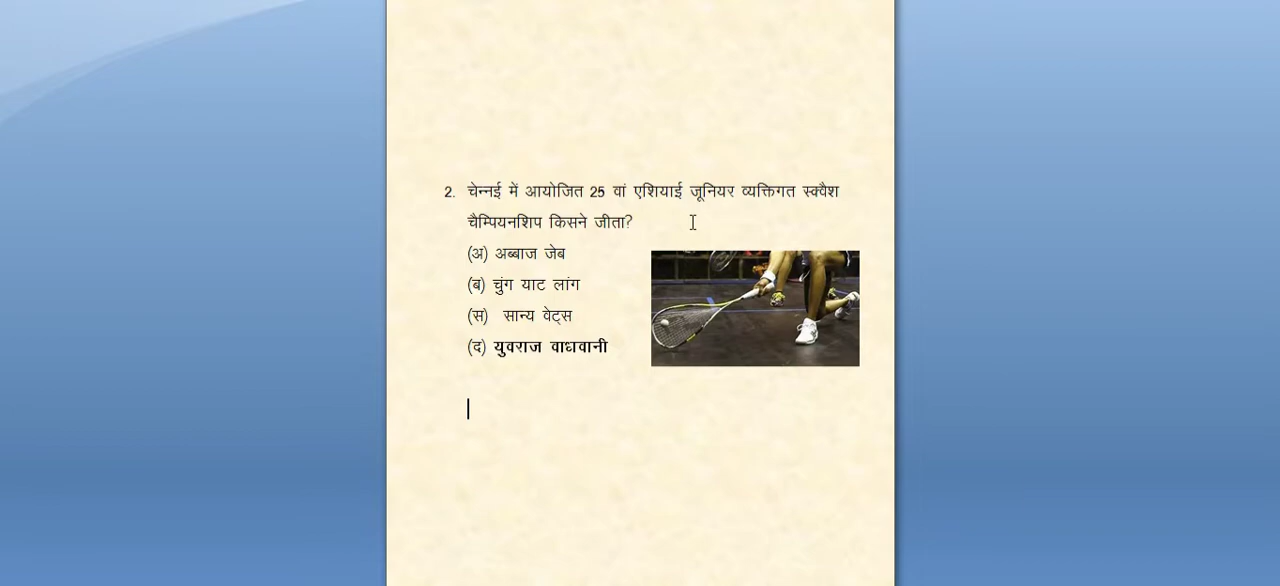 2. चेन्नई में आयोजित 25 वां एशियाई जूनियर व्यक्तिगत स्क्वैश
चैम्पियनशिप किसने जीता?
(अ) अब्बाज जेब
(ब) चुंग याट लांग
(स) सान्य वेट्स
(द) युवराज वाधवानी